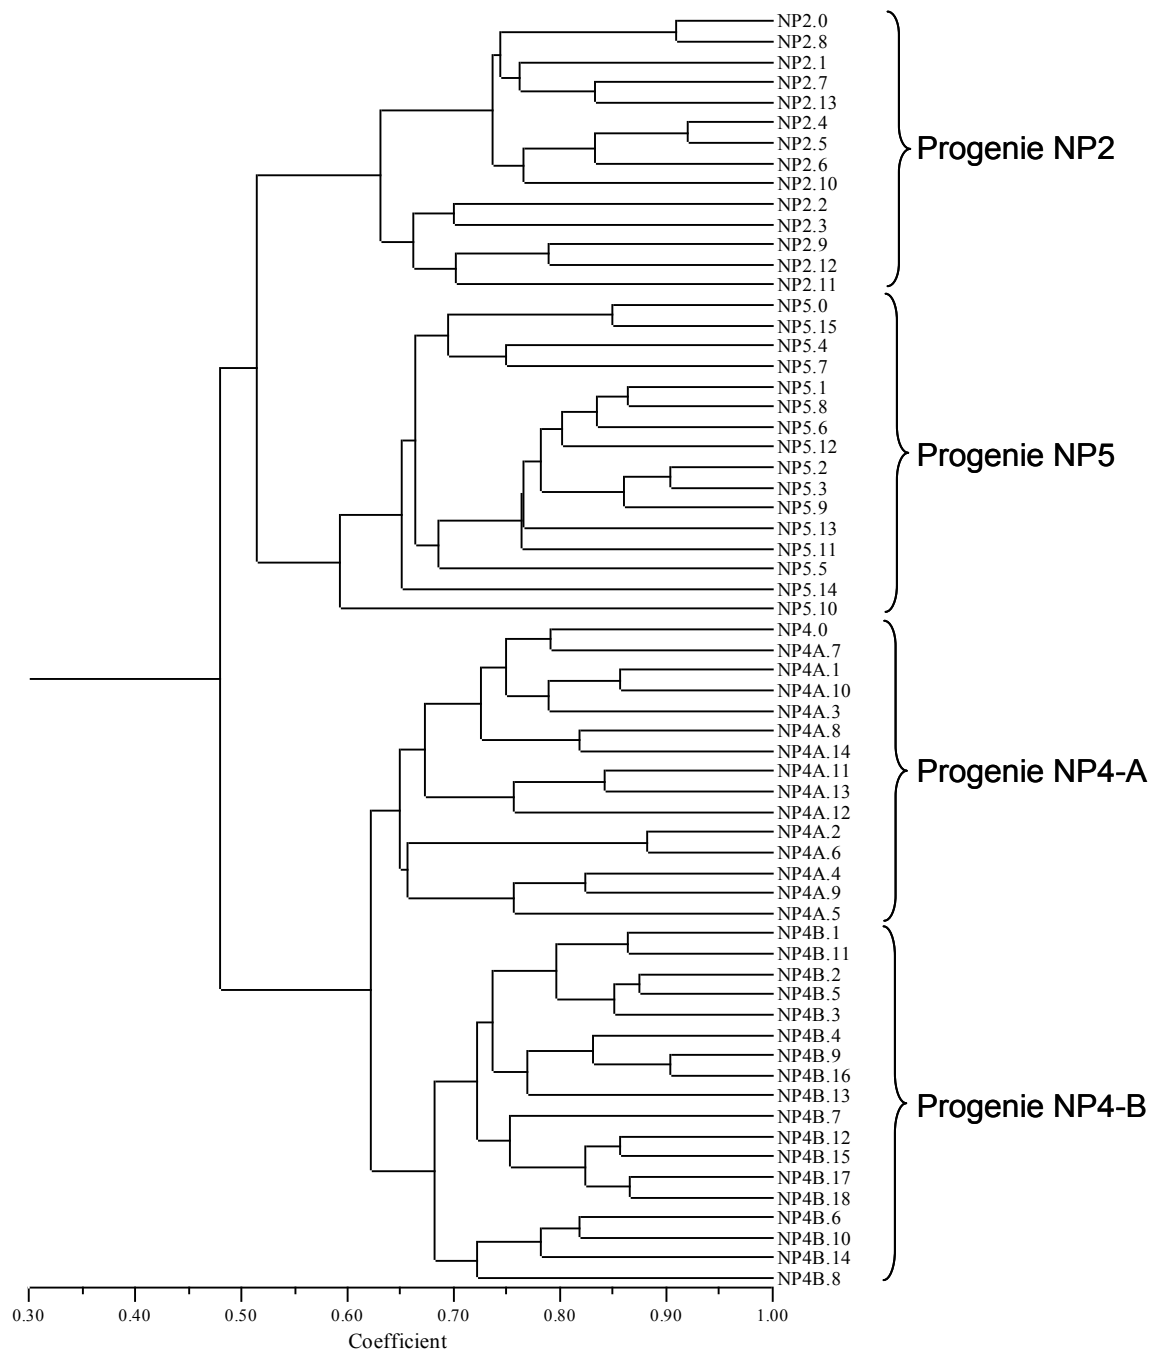 NP2.0
NP2.8
NP2.1
NP2.7
NP2.13
NP2.4
NP2.5
NP2.6
NP2.10
NP2.2
NP2.3
NP2.9
NP2.12
NP2.11
Progenie NP2
NP5.0
NP5.15
NP5.4
NP5.7
NP5.1
NP5.8
NP5.6
NP5.12
NP5.2
NP5.3
NP5.9
NP5.13
NP5.11
NP5.5
NP5.14
NP5.10
Progenie NP5
NP4.0
NP4A.7
NP4A.1
NP4A.10
NP4A.3
NP4A.8
NP4A.14
NP4A.11
NP4A.13
NP4A.12
NP4A.2
NP4A.6
NP4A.4
NP4A.9
NP4A.5
Progenie NP4-A
NP4B.1
NP4B.11
NP4B.2
NP4B.5
NP4B.3
NP4B.4
NP4B.9
NP4B.16
NP4B.13
NP4B.7
NP4B.12
NP4B.15
NP4B.17
NP4B.18
NP4B.6
NP4B.10
NP4B.14
NP4B.8
Progenie NP4-B
0.30 0.40 0.50 0.60 0.70 0.80 0.90 1.00
Coefficient